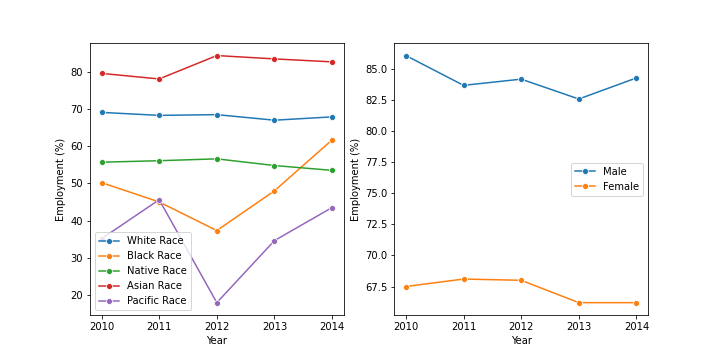 80
70
60
50
40
30
20
Employment (%)
2010 2011 2012 2013 2014
Year
White Race
Black Race
Native Race
Asian Race
Pacific Race
85.0
82.5
80.0
77.5
75.0
72.5
70.0
67.5
Employment (%)
2010 2011 2012 2013 2014
Year
Male
Female